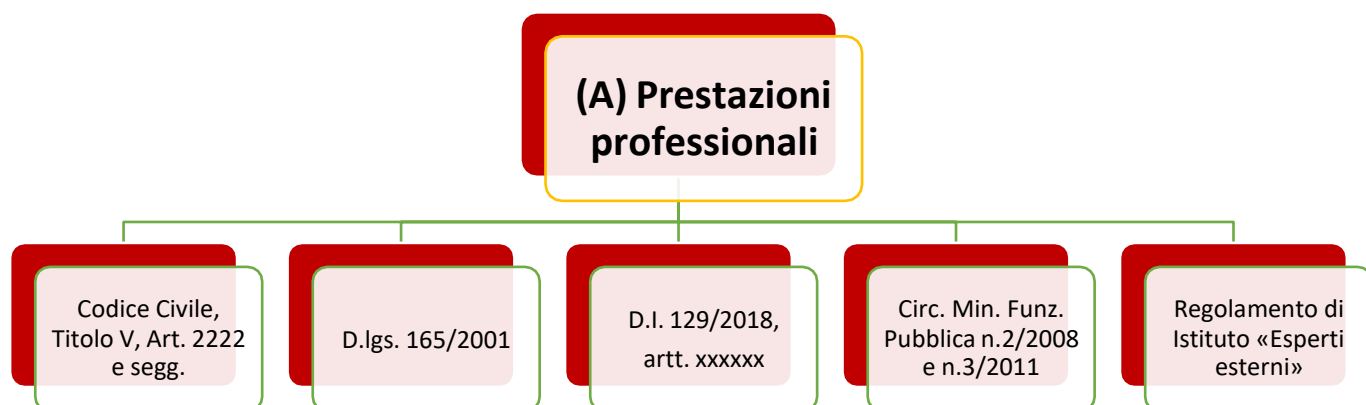 (A) Prestazioni
professionali
Codice Civile,
Titolo V, Art. 2222
e segg.
D.lgs. 165/2001
D.I. 129/2018,
artt. xxxxxx
Circ. Min. Funz.
Pubblica n.2/2008
e n.3/2011
Regolamento di
Istituto «Esperti
esterni»